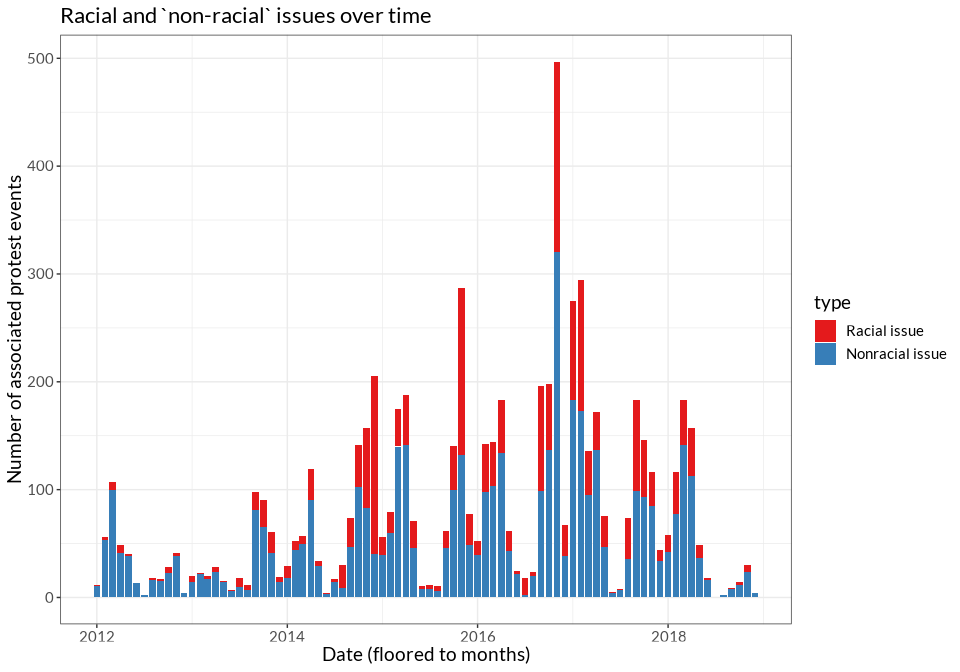 Racial and `non-racial` issues over time
Number of associated protest events
500
400
300
200
100
0
2012
2014
2016
2018
Date (floored to months)
type
Racial issue
Nonracial issue